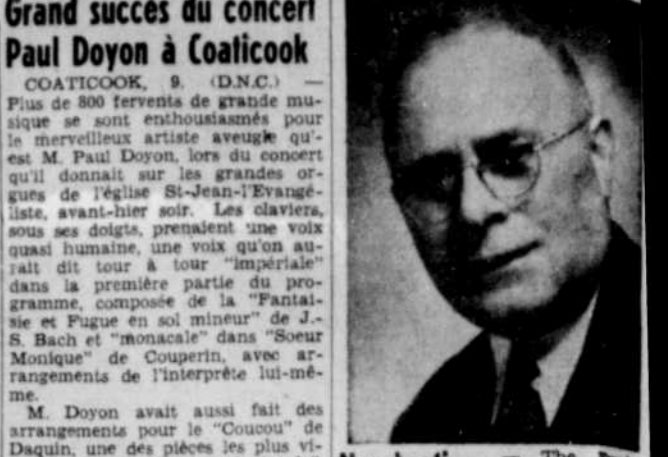 Grand succès du concert
Paul Doyon à Coaticook
COATICOOK, 9. (D.N.C.) —
Plus de 800 fervents de grande mu-
sique se sont enthousiasmés pour
le merveilleux artiste aveugle qu'-
est M. Paul Doyon, lors du concert
qu'il donnait sur les grandes or-
gues de l'église St-Jean-l'Evangé-
liste, avant-hier soir. Les claviers,
sous ses doigts, prenaient une voix
quasi humaine, une voix qu'on au-
rait dit tour à tour "impériale"
dans la première partie du pro-
gramme, composée de la "Fantai-
sie et Fugue en sol mineur" de J.-
S. Bach et "monacale" dans "Soeur
Monique" de Couperin, avec ar-
rangements de l'interprète lui-mê-
me.
M. Doyon avait aussi fait des
arrangements pour le "Coucou" de
Daquin, une des pièces les plus vi-